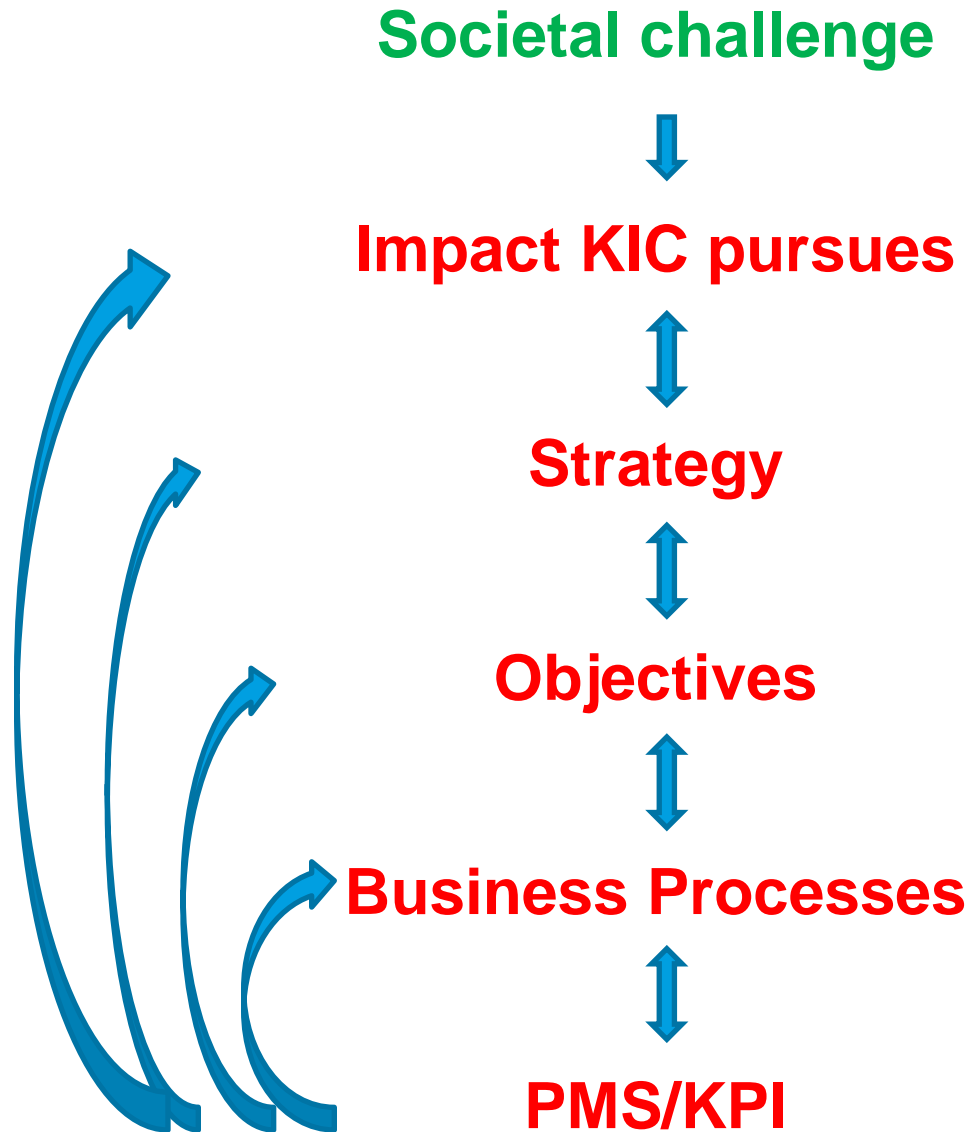 Societal challenge
Impact KIC pursues
Strategy
Objectives
Business Processes
PMS/KPI